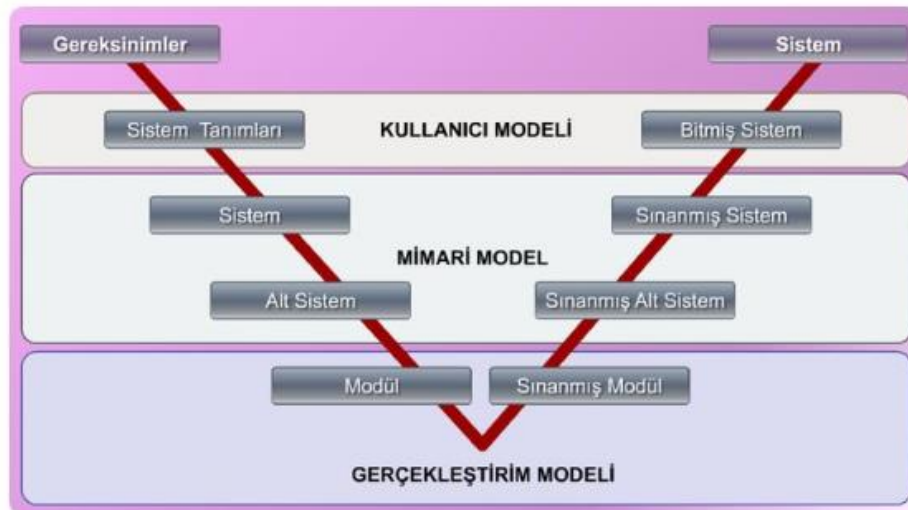 Gereksinimler
Sistem
Sistem Tanımları
KULLANICI MODELİ
Bitmiş Sistem
Sistem
Sınanmış Sistem
MİMARİ MODEL
Alt Sistem
Sınanmış Alt Sistem
Modül
Sınanmış Modül
GERÇEKLEŞTİRİM MODELİ